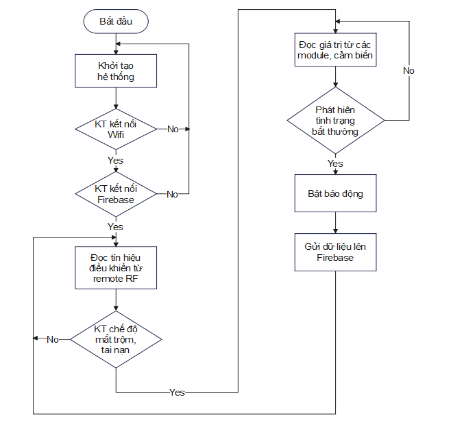 Bắt đầu
Khởi tạo
hệ thống
KT kết nối
Wifi
No
Yes
KT kết nối
Firebase
No
Yes
Đọc tín hiệu
điều khiển từ
remote RF
KT chế độ
mất trộm,
tai nạn
No
Yes
Đọc giá trị từ các
module, cảm biến
No
Phát hiện
tình trạng
bất thường
Yes
Bật báo động
Gửi dữ liệu lên
Firebase